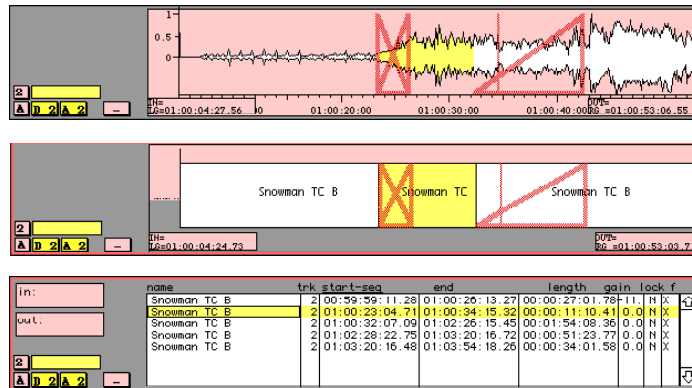 1
0.5
0
2
A D 2 A 2 –
IN=
LG=01:00:04:27.56 01:00:20:00 01:00:30:00 01:00:40:00 OUT=
RG =01:00:53:06.55
Snowman TC B Snowman TC Snowman TC B
2
A D 2 A 2 –
IN=
LG=01:00:04:24.73
OUT=
RG =01:00:53:03.7
name trk start-seq end length gain lock f
in:
Snowman TC B 2 00:59:59:11.28 01:00:26:13.27 00:00:27:01.78 -11. N X
Snowman TC B 2 01:00:23:04.71 01:00:34:15.32 00:00:11:10.41 0.0 N X
out:
Snowman TC B 2 01:00:32:07.09 01:02:26:15.45 00:01:54:08.36 0.0 N X
Snowman TC B 2 01:02:28:22.75 01:03:20:16.72 00:00:51:23.77 0.0 N X
Snowman TC B 2 01:03:20:16.48 01:03:54:18.26 00:00:34:01.58 0.0 N X
2
A D 2 A 2 –